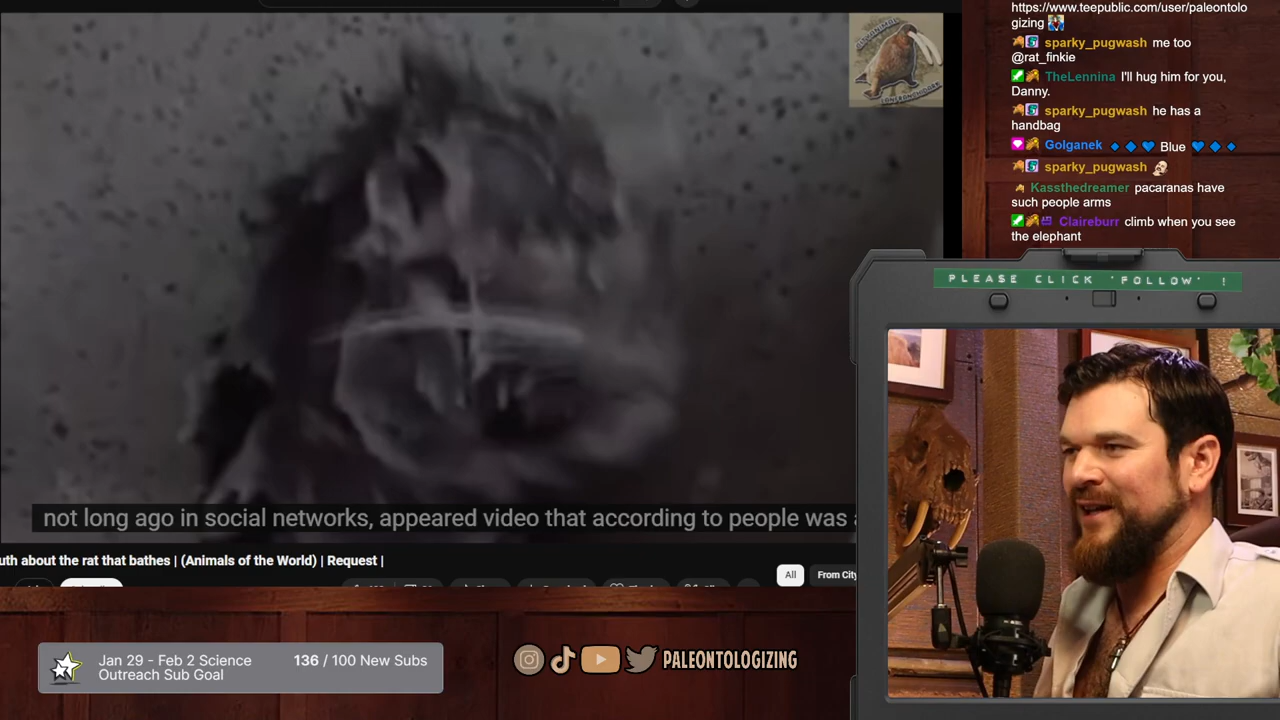 https://www.teepublic.com/user/paleontolo
gizing
sparky_pugwash me too
@rat_finkie
TheLennina I'll hug him for you,
Danny.
sparky_pugwash he has a
handbag
Golganek Blue
sparky_pugwash
Kassthedreamer pacaranas have
such people arms
Claireburr climb when you see
the elephant
PLEASE CLICK 'FOLLOW' !
not long ago in social networks, appeared video that according to people was
uth about the rat that bathes | (Animals of the World) | Request |
All
From City
Jan 29 - Feb 2 Science
Outreach Sub Goal
136 / 100 New Subs
PALEONTOLOGIZING